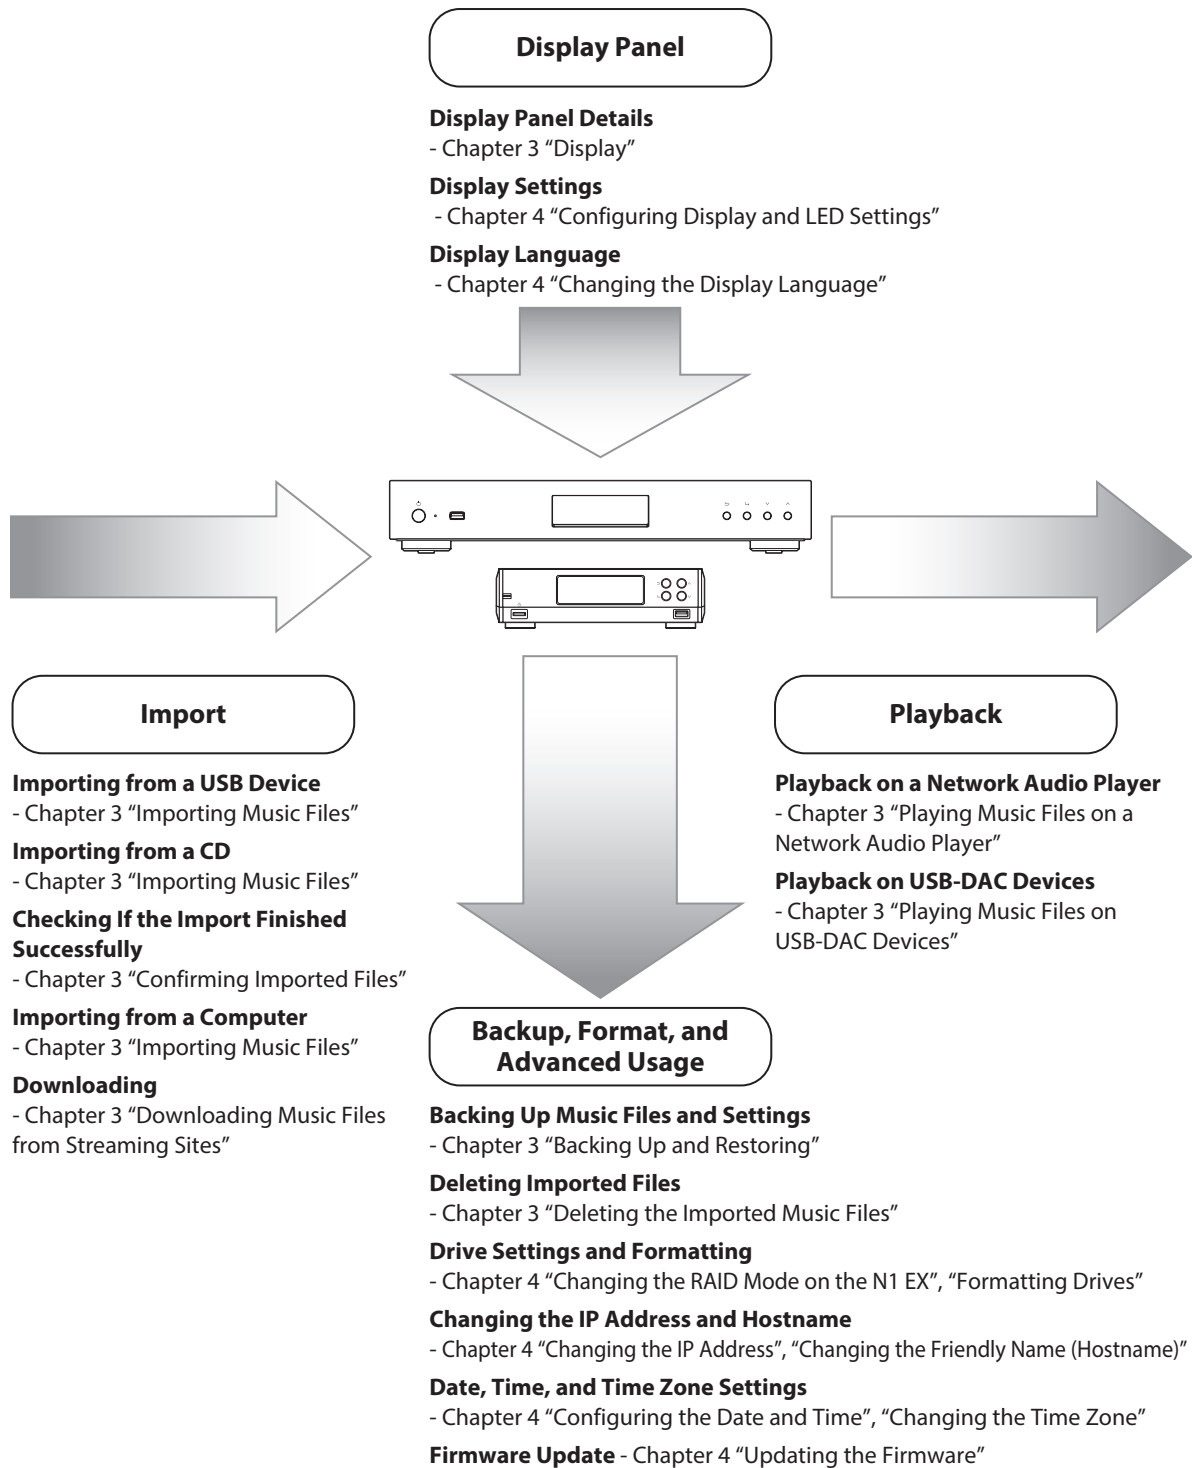 Display Panel
Display Panel Details
- Chapter 3 “Display”
Display Settings
- Chapter 4 “Configuring Display and LED Settings”
Display Language
- Chapter 4 “Changing the Display Language”
Import
Importing from a USB Device
- Chapter 3 “Importing Music Files”
Importing from a CD
- Chapter 3 “Importing Music Files”
Checking If the Import Finished
Successfully
- Chapter 3 “Confirming Imported Files”
Importing from a Computer
- Chapter 3 “Importing Music Files”
Downloading
- Chapter 3 “Downloading Music Files
from Streaming Sites”
Playback
Playback on a Network Audio Player
- Chapter 3 “Playing Music Files on a
Network Audio Player”
Playback on USB-DAC Devices
- Chapter 3 “Playing Music Files on
USB-DAC Devices”
Backup, Format, and
Advanced Usage
Backing Up Music Files and Settings
- Chapter 3 “Backing Up and Restoring”
Deleting Imported Files
- Chapter 3 “Deleting the Imported Music Files”
Drive Settings and Formatting
- Chapter 4 “Changing the RAID Mode on the N1 EX”, “Formatting Drives”
Changing the IP Address and Hostname
- Chapter 4 “Changing the IP Address”, “Changing the Friendly Name (Hostname)”
Date, Time, and Time Zone Settings
- Chapter 4 “Configuring the Date and Time”, “Changing the Time Zone”
Firmware Update - Chapter 4 “Updating the Firmware”